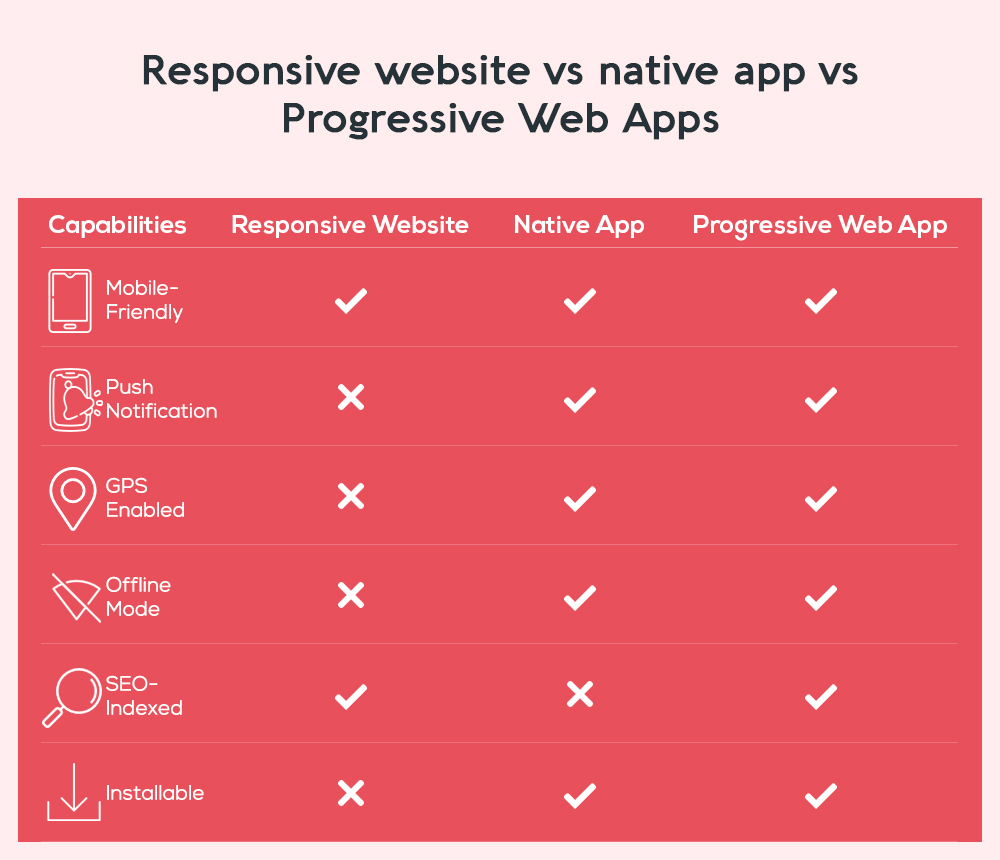 Responsive website vs native app vs
Progressive Web Apps
Capabilities Responsive Website Native App Progressive Web App
Mobile-
Friendly
Push
Notification
GPS
Enabled
Offline
Mode
SEO-
Indexed
Installable